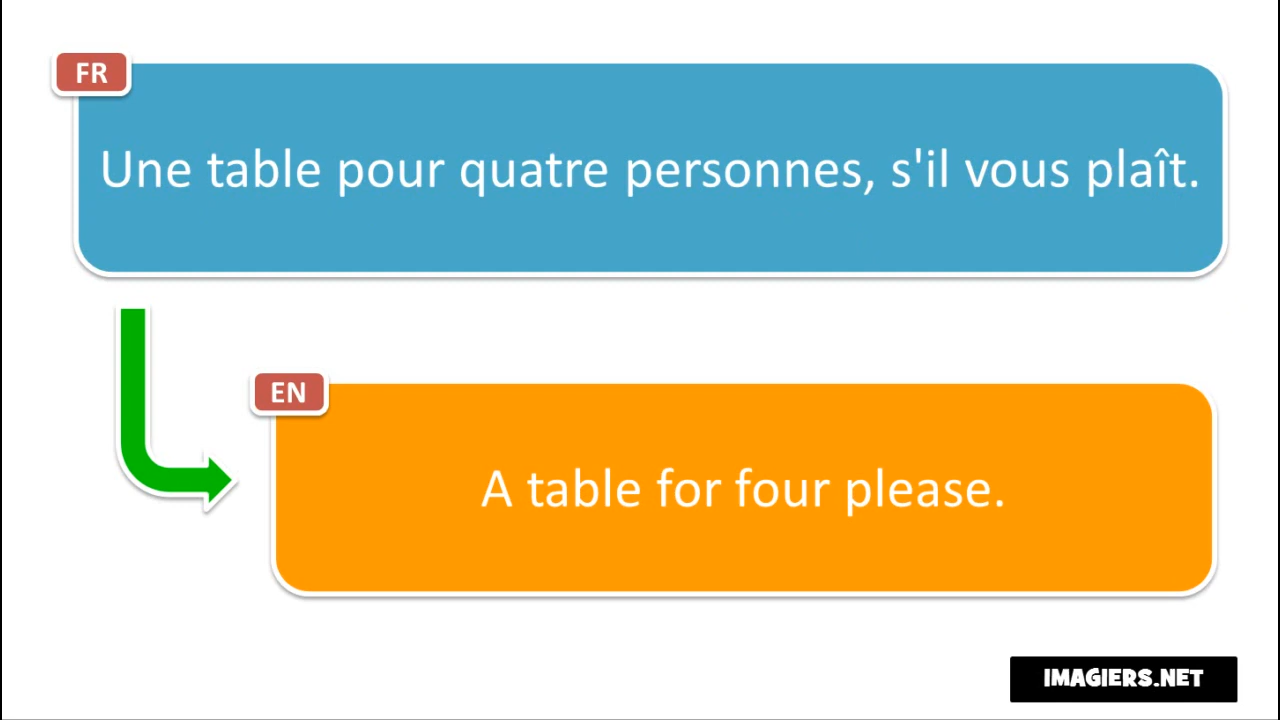 FR
Une table pour quatre personnes, s'il vous plaît.
EN
A table for four please.
IMAGIERS.NET